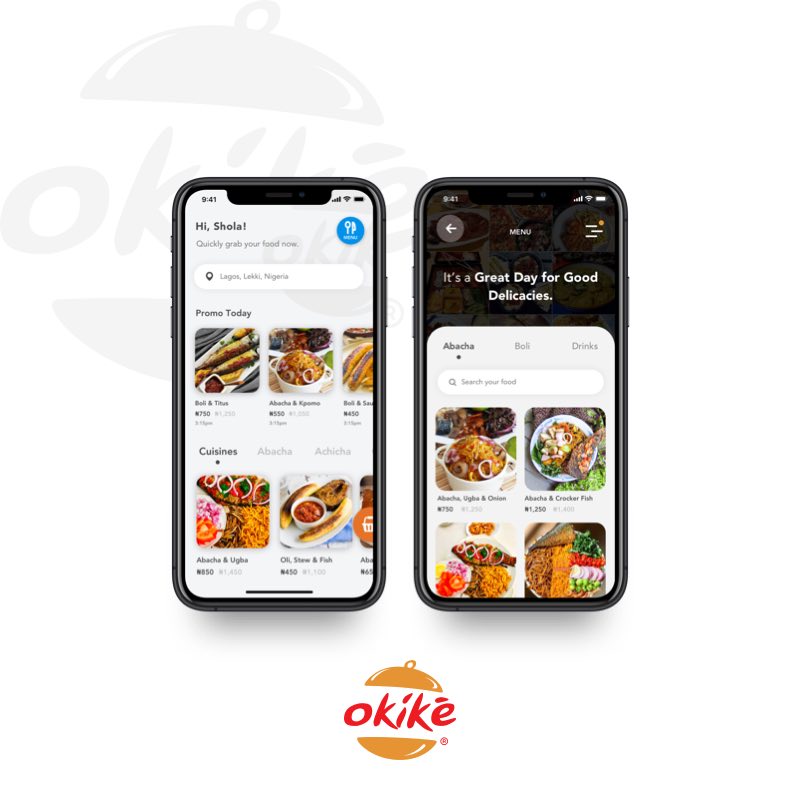 okikē
®
9:41
Hi, Shola!
Quickly grab your food now.
MENU
Lagos, Lekki, Nigeria
Promo Today
Boli & Titus
₦750 ₦1,250
3:15pm
Abacha & Kpomo
₦550 ₦1,050
3:15pm
Boli & Sau
₦450
3:15pm
Cuisines Abacha Achicha
Abacha & Ugba
₦850 ₦1,450
Oli, Stew & Fish
₦450 ₦1,100
Aba
₦65
9:41
MENU
It's a Great Day for Good
Delicacies.
Abacha Boli Drinks
Search your food
Abacha, Ugba & Onion
₦750 ₦1,250
Abacha & Crocker Fish
₦1,250 ₦1,400
okikē
®